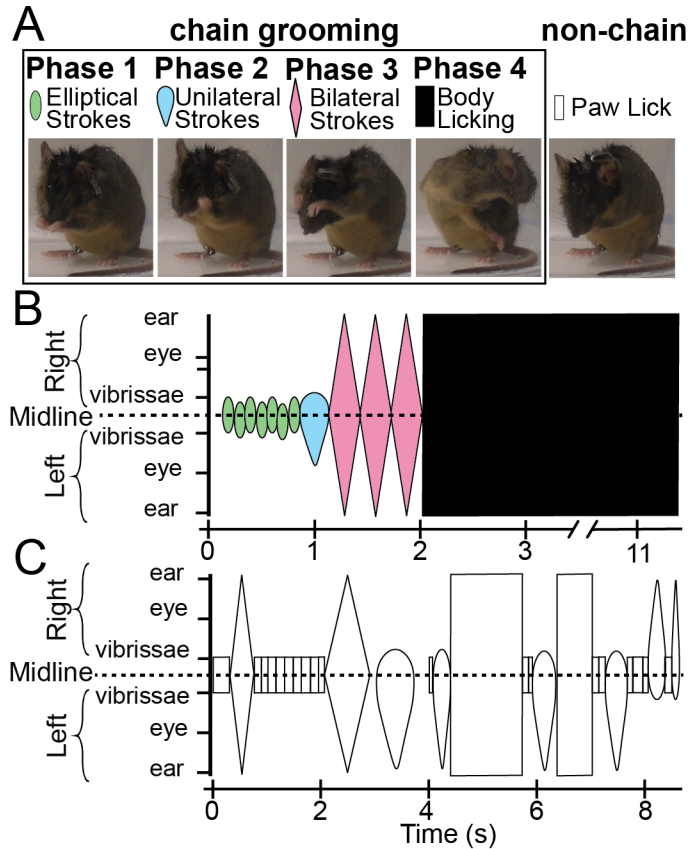 A
chain grooming
non-chain
Phase 1
Phase 2
Phase 3
Phase 4
Elliptical
Strokes
Unilateral
Strokes
Bilateral
Strokes
Body
Licking
Paw Lick
B
Right
ear
eye
vibrissae
Midline
vibrissae
Left
eye
ear
0
1
2
3
11
C
Right
ear
eye
vibrissae
Midline
vibrissae
Left
eye
ear
0
2
4
6
8
Time (s)